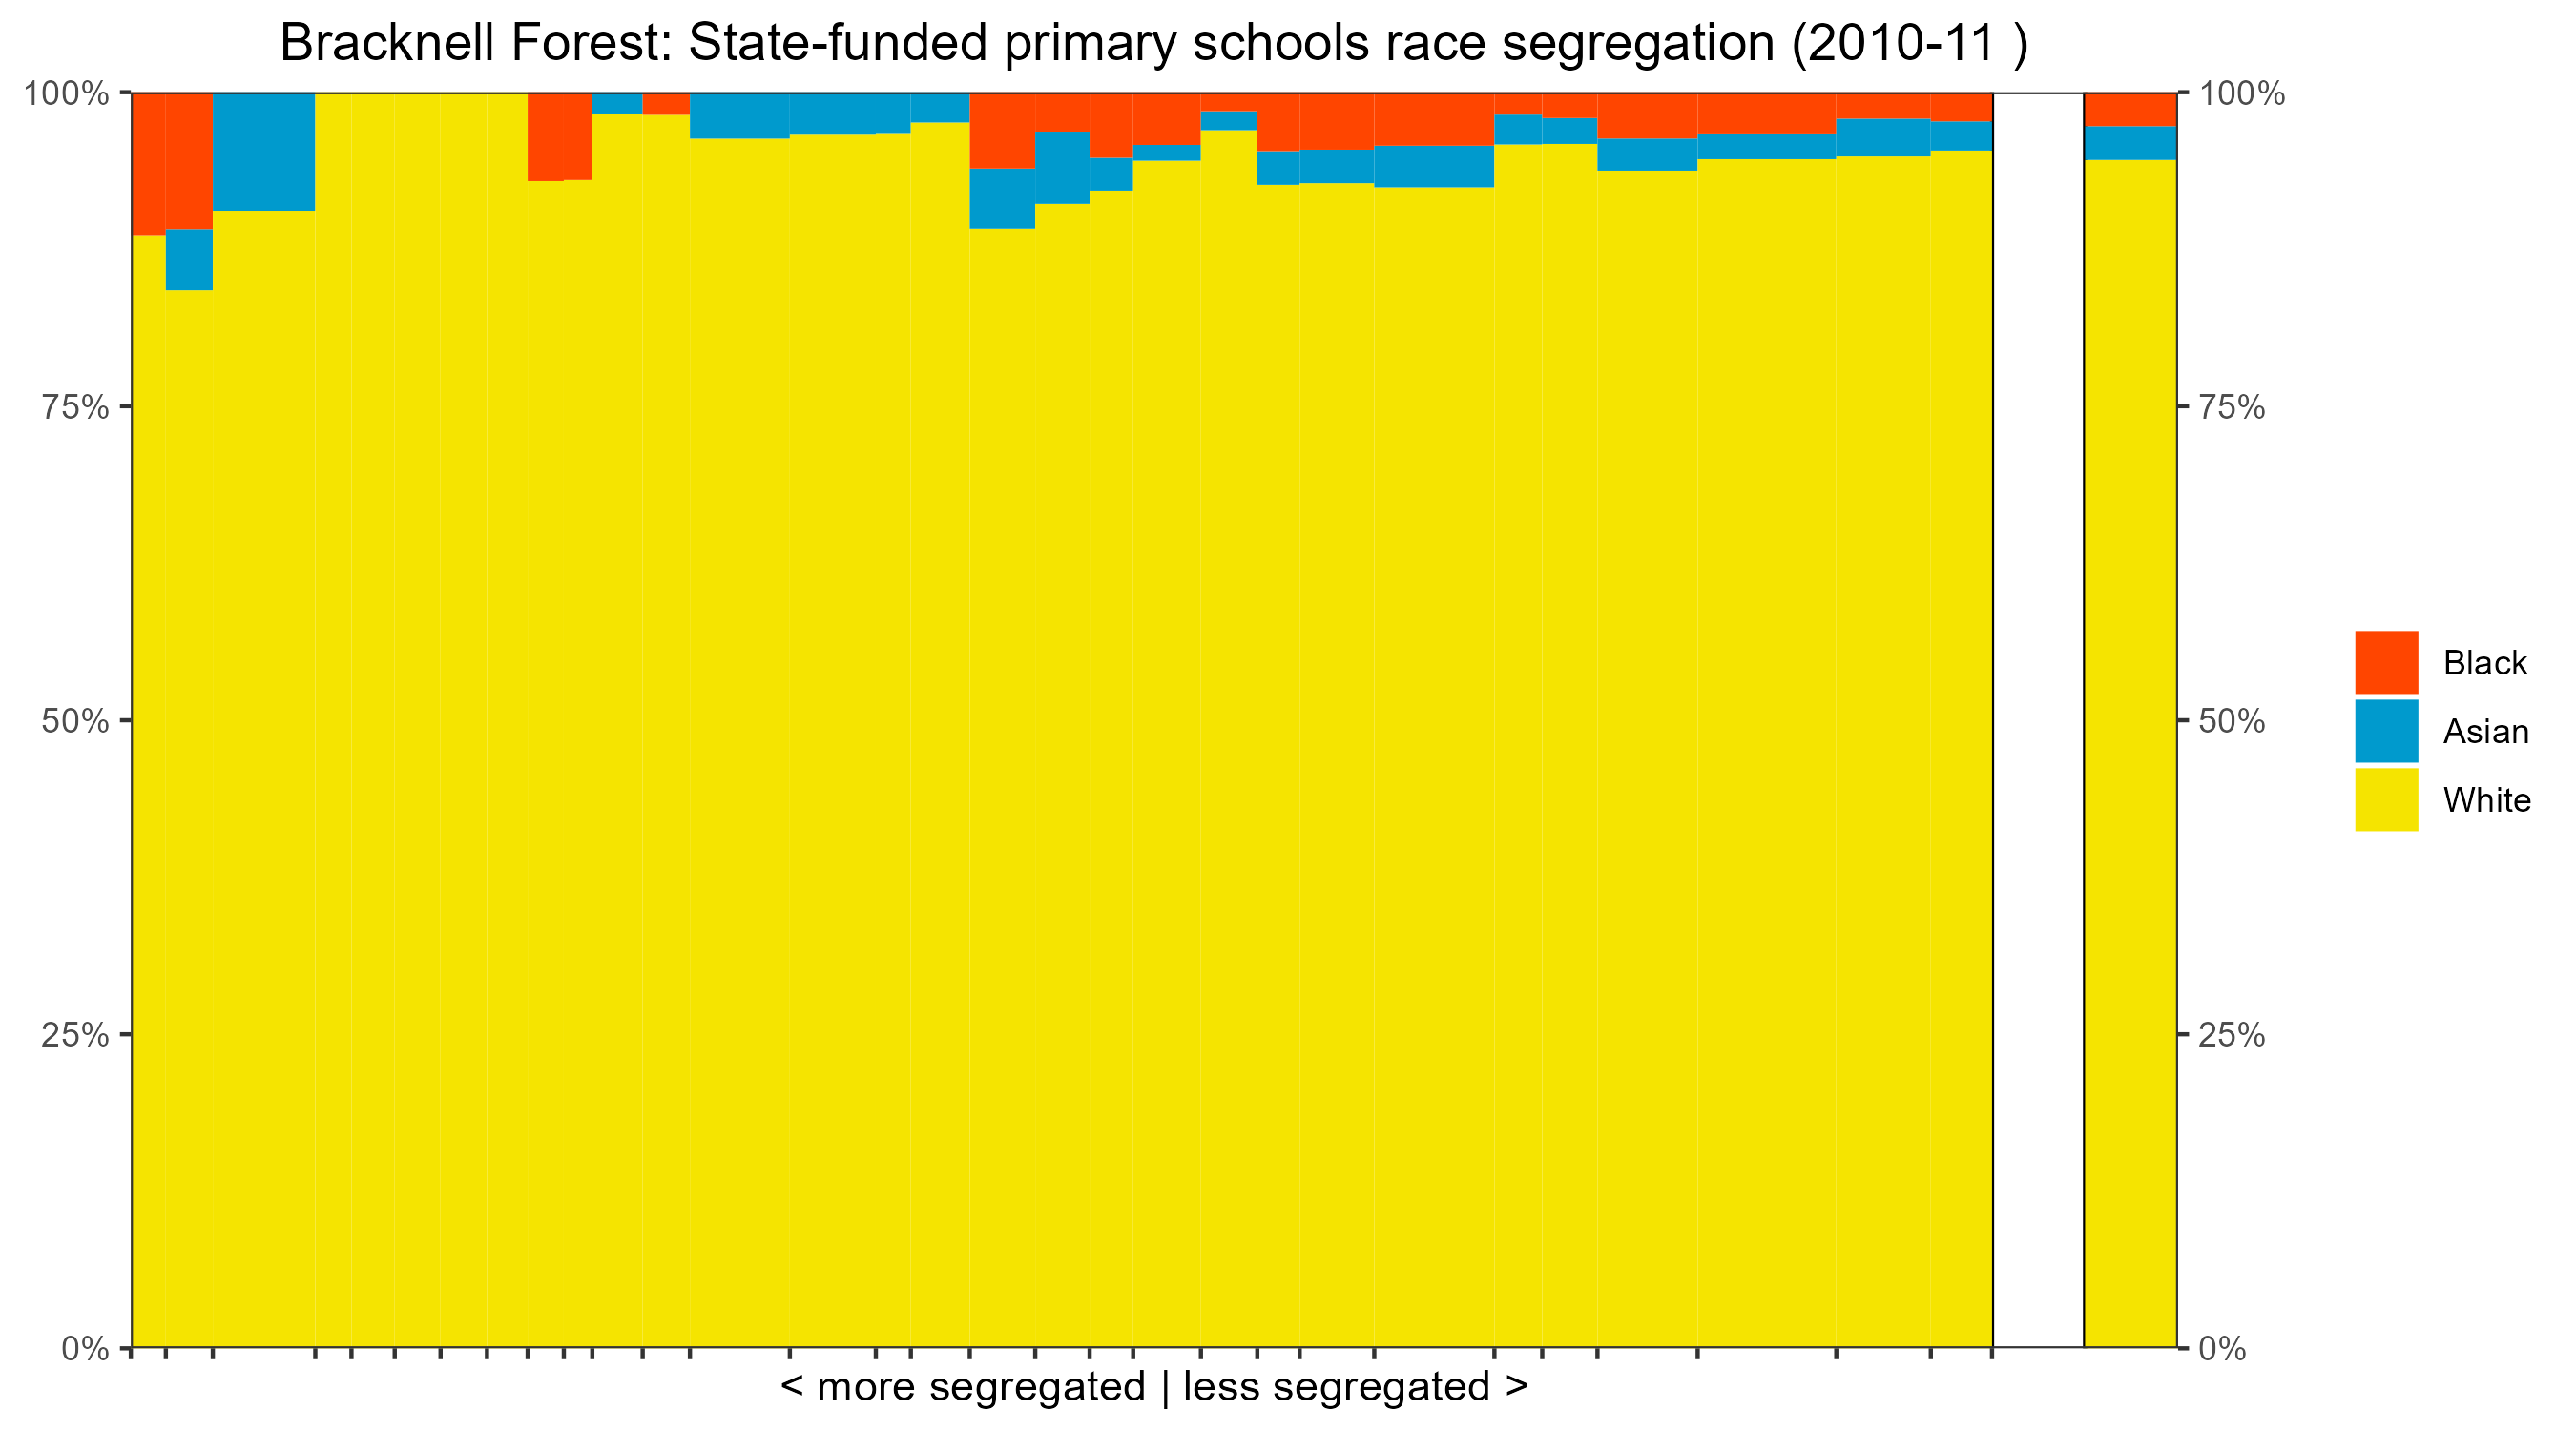 Bracknell Forest: State-funded primary schools race segregation (2010-11 )
100%
75%
50%
25%
0%
100%
75%
50%
25%
0%
Black
Asian
White
< more segregated | less segregated >